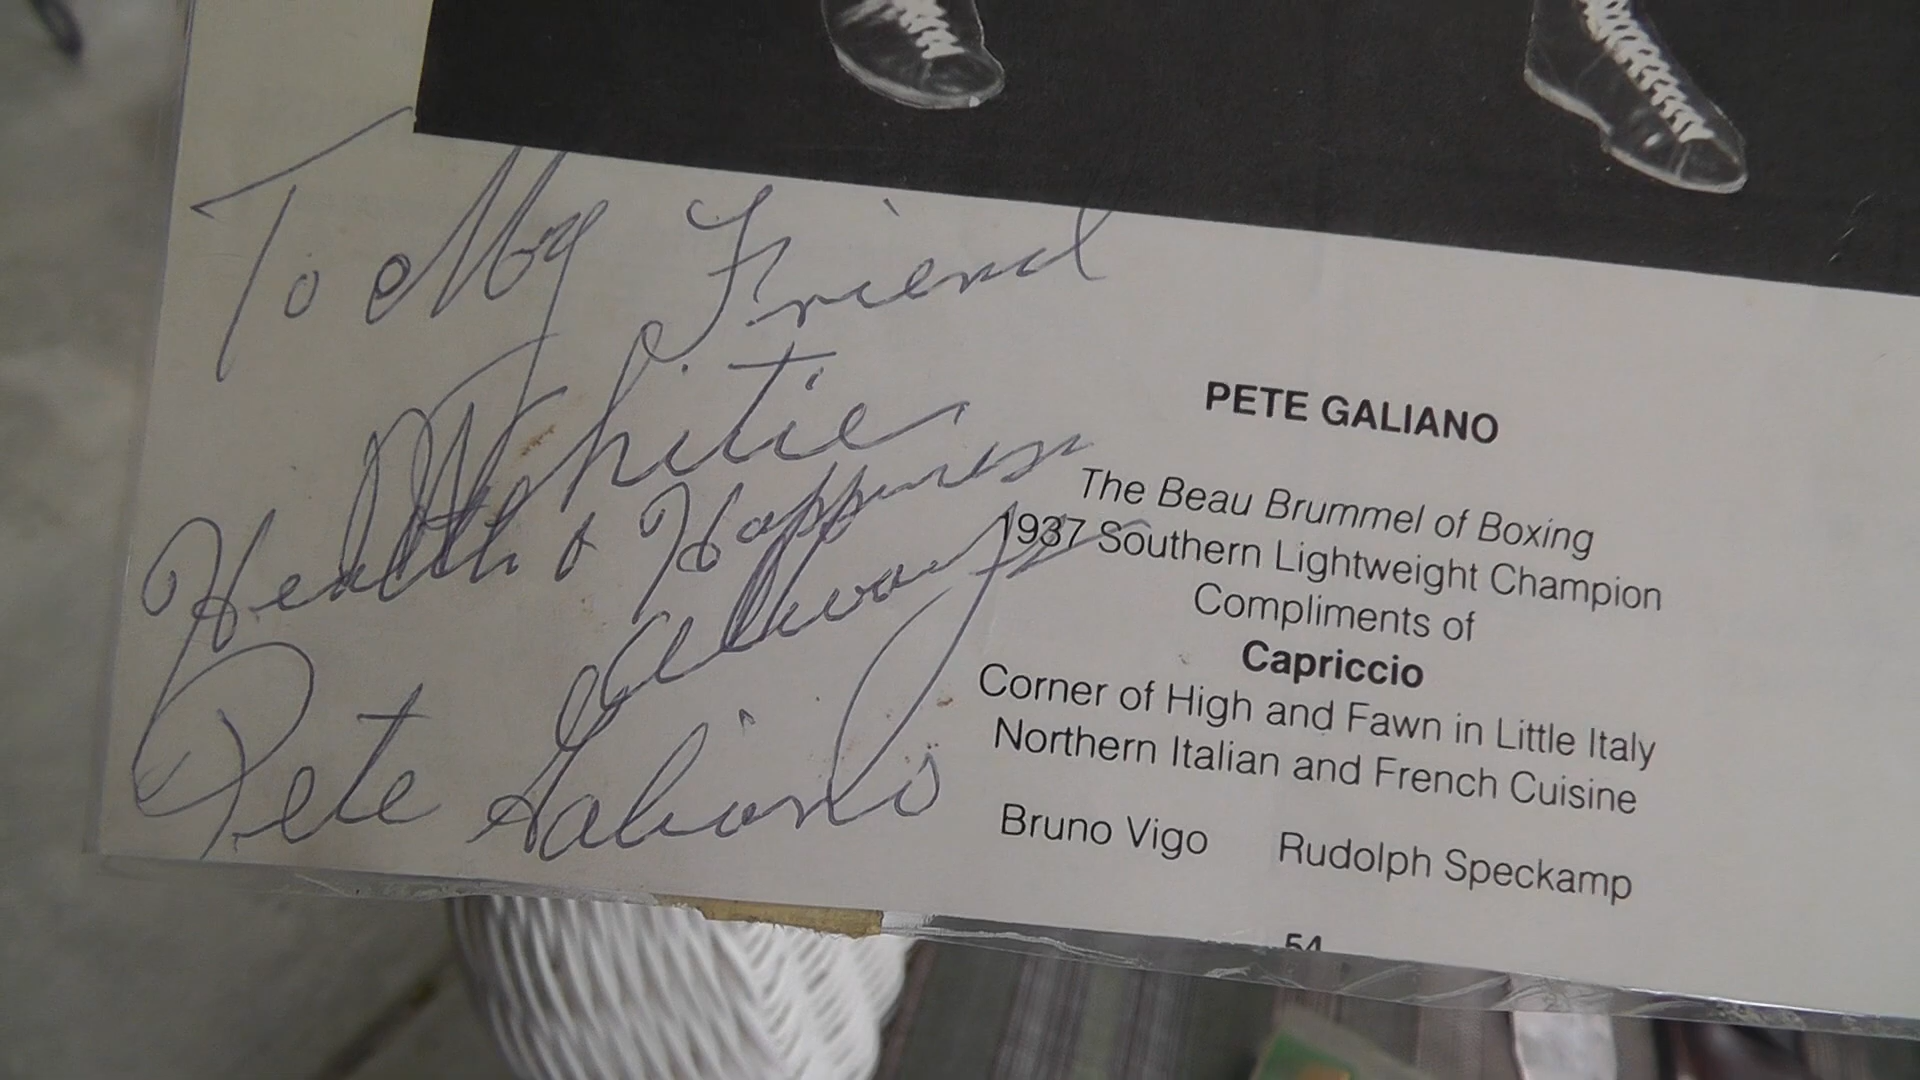 To My Friend
Whitie
Health & Happiness
Always
Pete Galiano
PETE GALIANO
The Beau Brummel of Boxing
1937 Southern Lightweight Champion
Compliments of
Capriccio
Corner of High and Fawn in Little Italy
Northern Italian and French Cuisine
Bruno Vigo Rudolph Speckamp
54